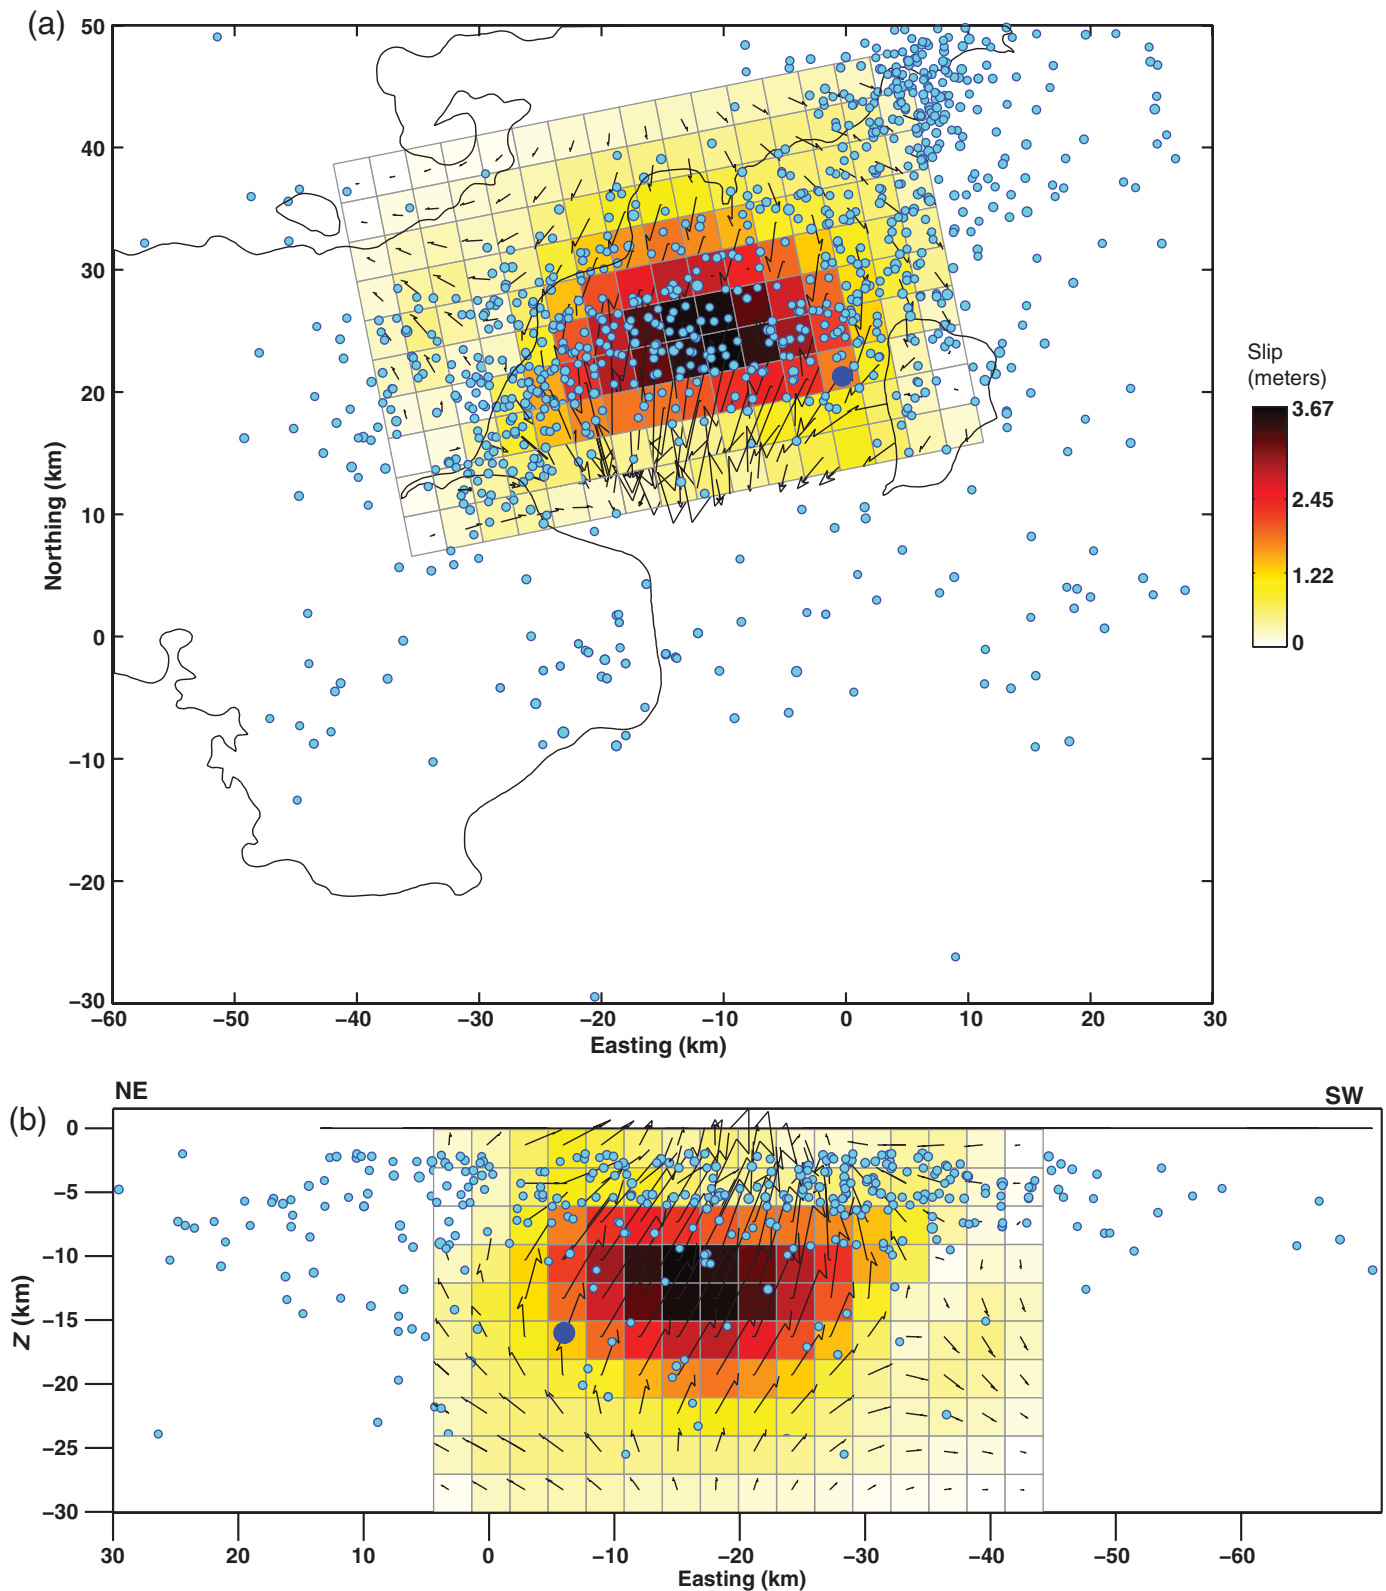 (a)
50
40
30
20
10
0
−10
−20
−30
Northing (km)
−60 −50 −40 −30 −20 −10 0 10 20 30
Easting (km)
Slip
(meters)
3.67
2.45
1.22
0
(b)
NE SW
0
−5
−10
−15
−20
−25
−30
Z (km)
30 20 10 0 −10 −20 −30 −40 −50 −60
Easting (km)